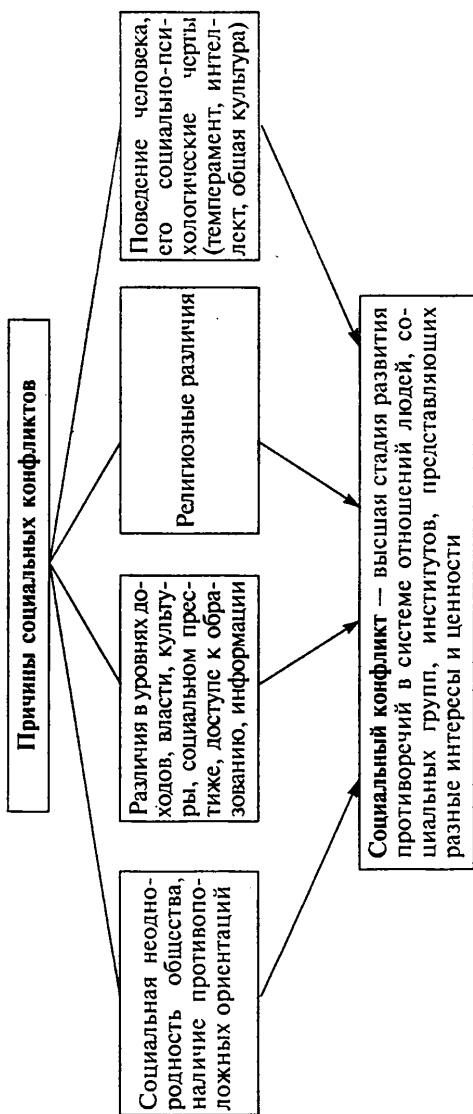 Причины социальных конфликтов
Социальная неодно-
родность общества,
наличие противопо-
ложных ориентаций
Различия в уровнях до-
ходов, власти, культу-
ры, социальном прес-
тиже, доступе к обра-
зованию, информации
Религиозные различия
Поведение человека,
его социально-пси-
хологические черты
(темперамент, интел-
лект, общая культура)
Социальный конфликт — высшая стадия развития
противоречий в системе отношений людей, со-
циальных групп, институтов, представляющих
разные интересы и ценности